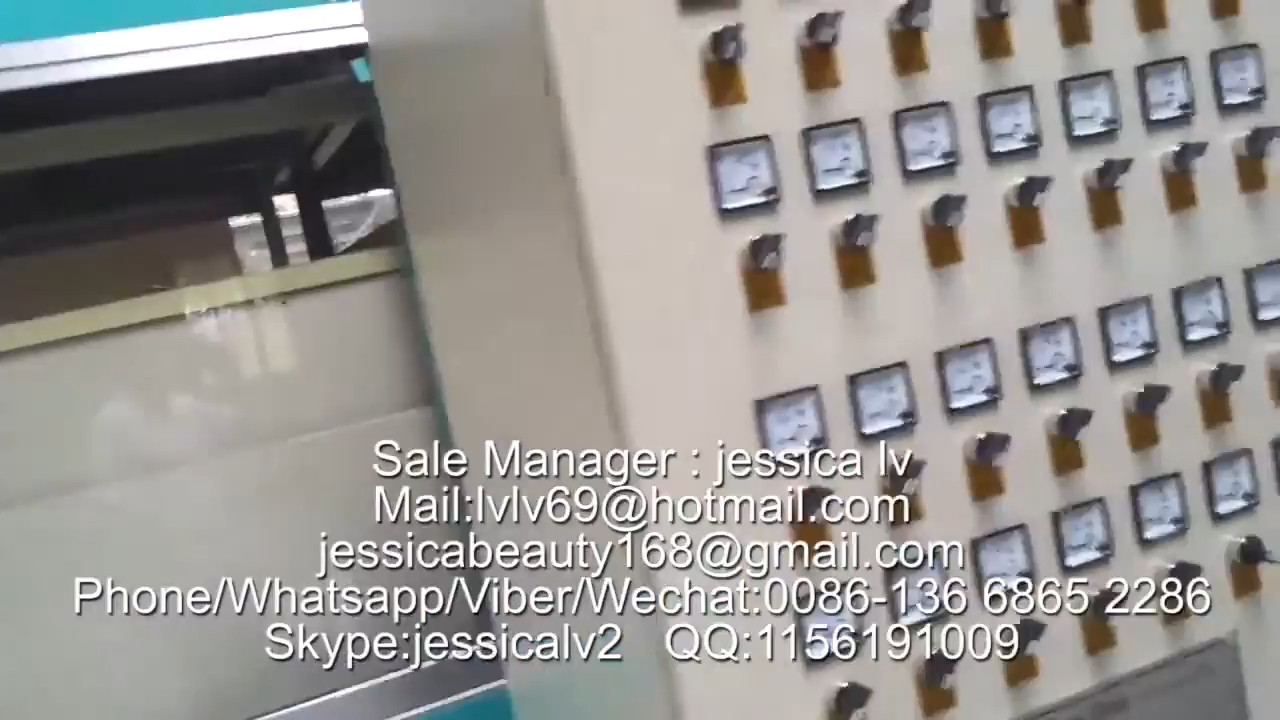 Sale Manager : jessica lv
Mail:lvlv69@hotmail.com
jessicabeauty168@gmail.com
Phone/Whatsapp/Viber/Wechat:0086-136 6865 2286
Skype:jessicalv2 QQ:1156191009